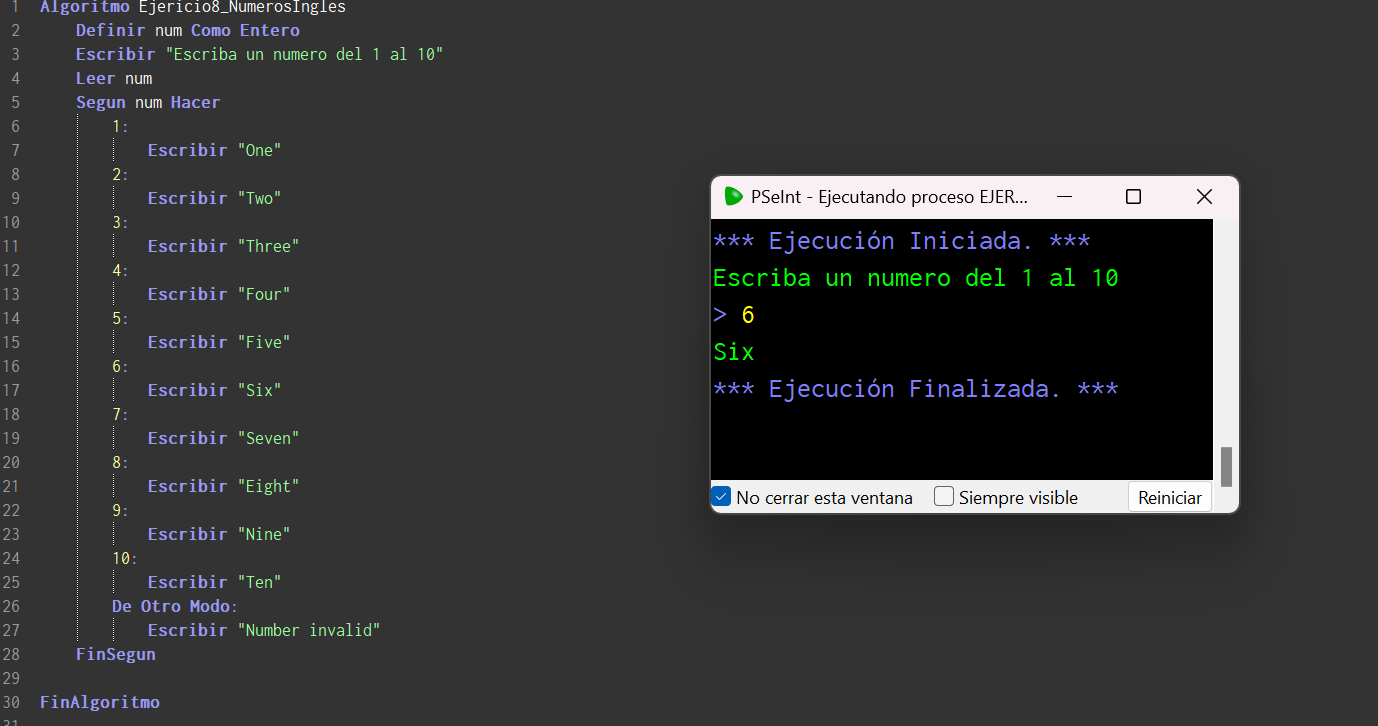 1 Algoritmo Ejericio8_NumerosIngles
2 Definir num Como Entero
3 Escribir "Escriba un numero del 1 al 10"
4 Leer num
5 Segun num Hacer
6 1:
7 Escribir "One"
8 2:
9 Escribir "Two"
10 3:
11 Escribir "Three"
12 4:
13 Escribir "Four"
14 5:
15 Escribir "Five"
16 6:
17 Escribir "Six"
18 7:
19 Escribir "Seven"
20 8:
21 Escribir "Eight"
22 9:
23 Escribir "Nine"
24 10:
25 Escribir "Ten"
26 De Otro Modo:
27 Escribir "Number invalid"
28 FinSegun
29
30 FinAlgoritmo
31
PSeInt - Ejecutando proceso EJER...
*** Ejecución Iniciada. ***
Escriba un numero del 1 al 10
> 6
Six
*** Ejecución Finalizada. ***
No cerrar esta ventana Siempre visible Reiniciar